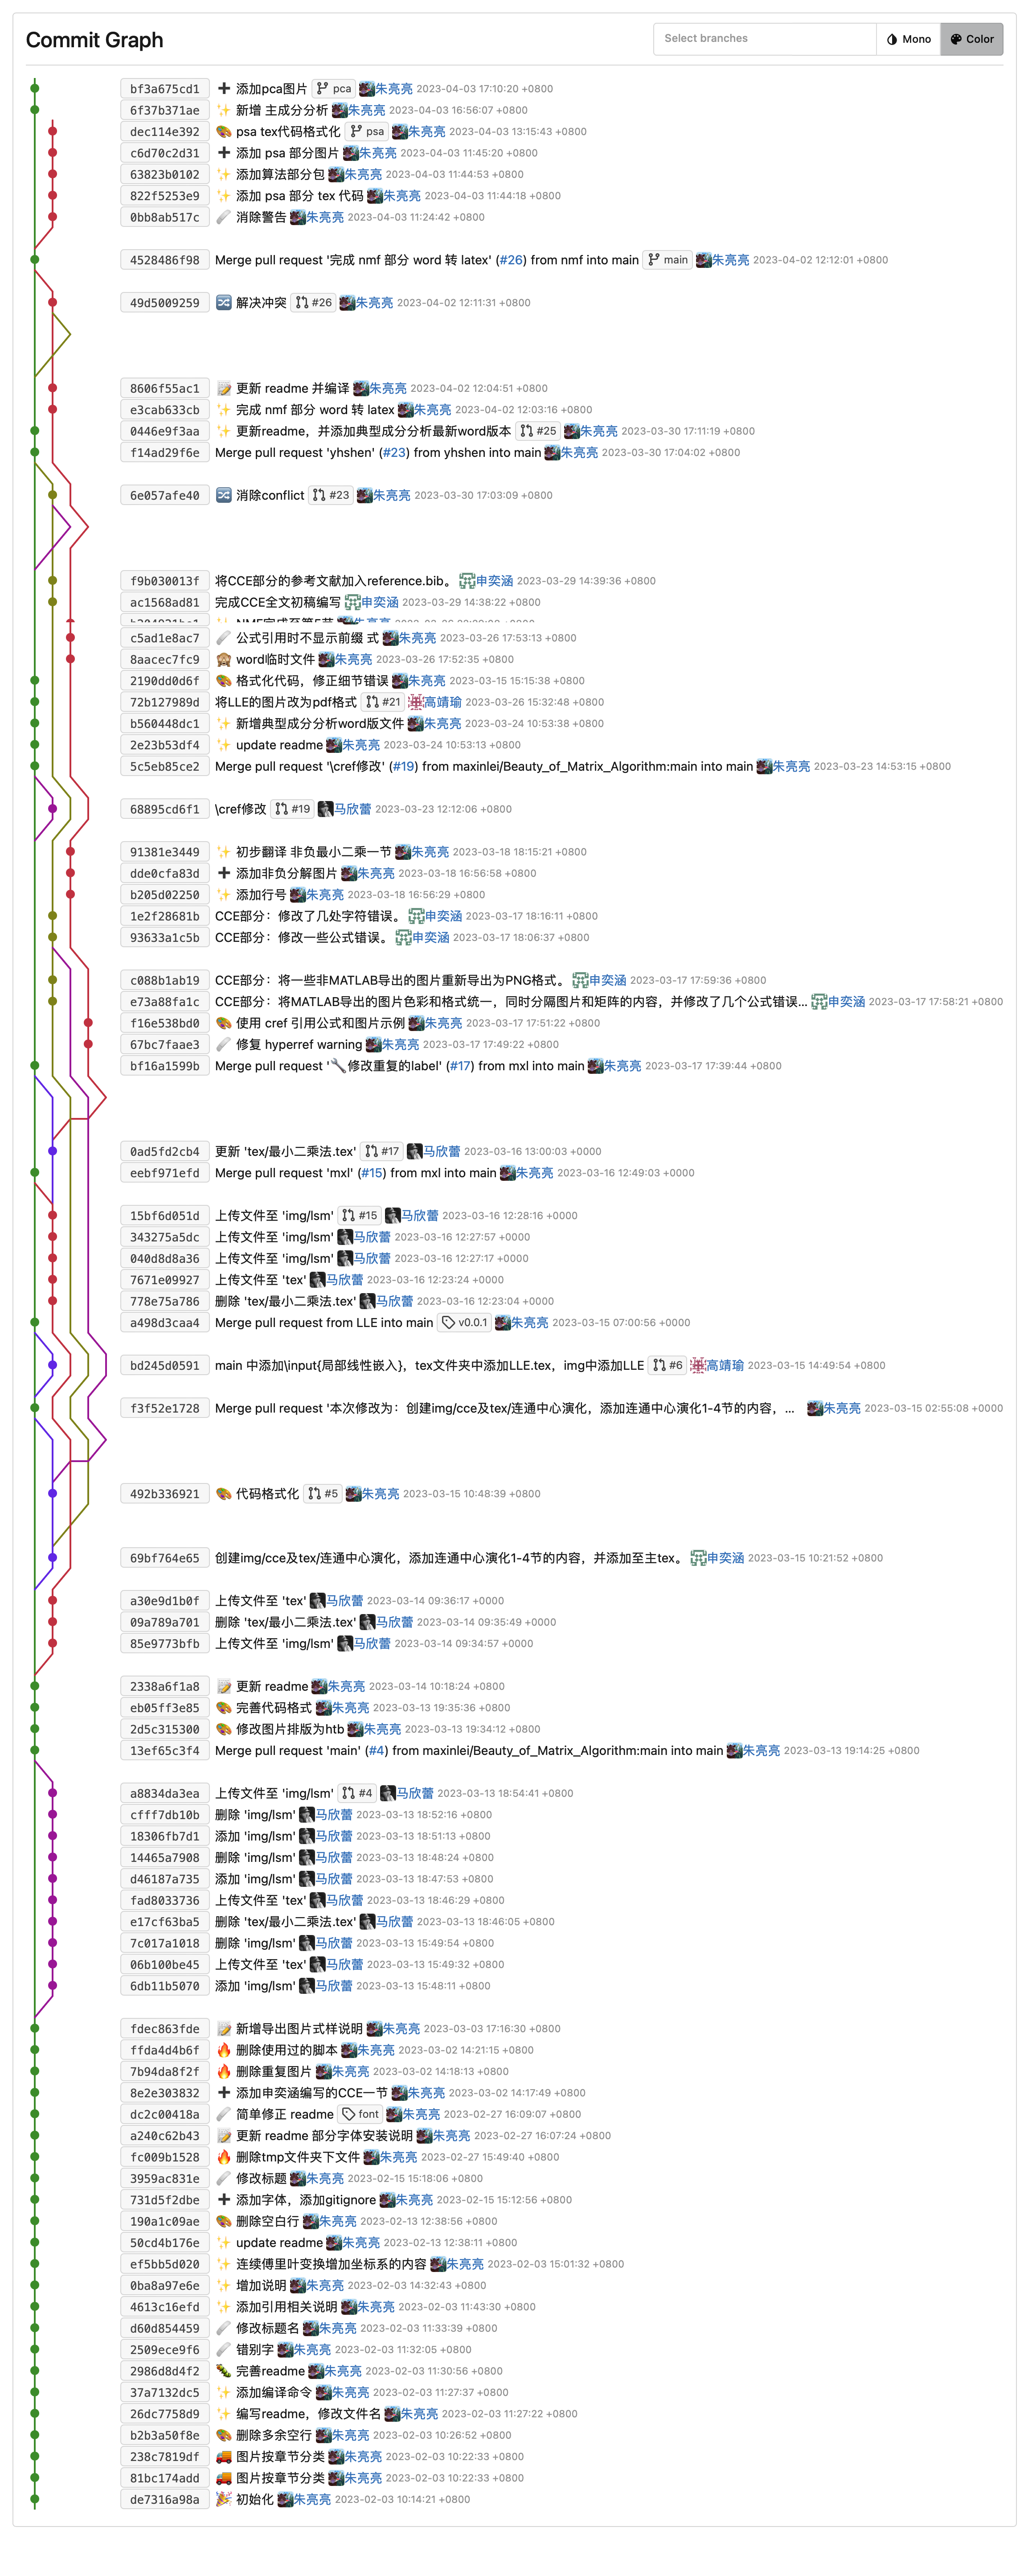 Commit Graph
Select branches
Mono
Color
bf3a675cd1 添加pca图片 pca 朱亮亮 2023-04-03 17:10:20 +0800
6f37b371ae 新增 主成分分析 朱亮亮 2023-04-03 16:56:07 +0800
dec114e392 psa tex代码格式化 psa 朱亮亮 2023-04-03 13:15:43 +0800
c6d70c2d31 添加 psa 部分图片 朱亮亮 2023-04-03 11:45:20 +0800
63823b0102 添加算法部分包 朱亮亮 2023-04-03 11:44:53 +0800
822f5253e9 添加 psa 部分 tex 代码 朱亮亮 2023-04-03 11:44:18 +0800
0bb8ab517c 消除警告 朱亮亮 2023-04-03 11:24:42 +0800
4528486f98 Merge pull request '完成 nmf 部分 word 转 latex' (#26) from nmf into main main 朱亮亮 2023-04-02 12:12:01 +0800
49d5009259 解决冲突 #26 朱亮亮 2023-04-02 12:11:31 +0800
8606f55ac1 更新 readme 并编译 朱亮亮 2023-04-02 12:04:51 +0800
e3cab633cb 完成 nmf 部分 word 转 latex 朱亮亮 2023-04-02 12:03:16 +0800
0446e9f3aa 更新readme，并添加典型成分分析最新word版本 #25 朱亮亮 2023-03-30 17:11:19 +0800
f14ad29f6e Merge pull request 'yhshen' (#23) from yhshen into main 朱亮亮 2023-03-30 17:04:02 +0800
6e057afe40 消除conflict #23 朱亮亮 2023-03-30 17:03:09 +0800
f9b030013f 将CCE部分的参考文献加入reference.bib。 申奕涵 2023-03-29 14:39:36 +0800
ac1568ad81 完成CCE全文初稿编写 申奕涵 2023-03-29 14:38:22 +0800
c5ad1e8ac7 公式引用时不显示前缀 式 朱亮亮 2023-03-26 17:53:13 +0800
8aacec7fc9 word临时文件 朱亮亮 2023-03-26 17:52:35 +0800
2190dd0d6f 格式化代码，修正细节错误 朱亮亮 2023-03-15 15:15:38 +0800
72b127989d 将LLE的图片改为pdf格式 #21 高靖瑜 2023-03-26 15:32:48 +0800
b560448dc1 新增典型成分分析word版文件 朱亮亮 2023-03-24 10:53:38 +0800
2e23b53df4 update readme 朱亮亮 2023-03-24 10:53:13 +0800
5c5eb85ce2 Merge pull request '\cref修改' (#19) from maxinlei/Beauty_of_Matrix_Algorithm:main into main 朱亮亮 2023-03-23 14:53:15 +0800
68895cd6f1 \cref修改 #19 马欣蕾 2023-03-23 12:12:06 +0800
91381e3449 初步翻译 非负最小二乘一节 朱亮亮 2023-03-18 18:15:21 +0800
dde0cfa83d 添加非负分解图片 朱亮亮 2023-03-18 16:56:58 +0800
b205d02250 添加行号 朱亮亮 2023-03-18 16:56:29 +0800
1e2f28681b CCE部分：修改了几处字符错误。 申奕涵 2023-03-17 18:16:11 +0800
93633a1c5b CCE部分：修改一些公式错误。 申奕涵 2023-03-17 18:06:37 +0800
c088b1ab19 CCE部分：将一些非MATLAB导出的图片重新导出为PNG格式。 申奕涵 2023-03-17 17:59:36 +0800
e73a88fa1c CCE部分：将MATLAB导出的图片色彩和格式统一，同时分隔图片和矩阵的内容，并修改了几个公式错误... 申奕涵 2023-03-17 17:58:21 +0800
f16e538bd0 使用 cref 引用公式和图片示例 朱亮亮 2023-03-17 17:51:22 +0800
67bc7faae3 修复 hyperref warning 朱亮亮 2023-03-17 17:49:22 +0800
bf16a1599b Merge pull request '🔧修改重复的label' (#17) from mxl into main 朱亮亮 2023-03-17 17:39:44 +0800
0ad5fd2cb4 更新 'tex/最小二乘法.tex' #17 马欣蕾 2023-03-16 13:00:03 +0000
eebf971efd Merge pull request 'mxl' (#15) from mxl into main 朱亮亮 2023-03-16 12:49:03 +0000
15bf6d051d 上传文件至 'img/lsm' #15 马欣蕾 2023-03-16 12:28:16 +0000
343275a5dc 上传文件至 'img/lsm' 马欣蕾 2023-03-16 12:27:57 +0000
040d8d8a36 上传文件至 'img/lsm' 马欣蕾 2023-03-16 12:27:17 +0000
7671e09927 上传文件至 'tex' 马欣蕾 2023-03-16 12:23:24 +0000
778e75a786 删除 'tex/最小二乘法.tex' 马欣蕾 2023-03-16 12:23:04 +0000
a498d3caa4 Merge pull request from LLE into main v0.0.1 朱亮亮 2023-03-15 07:00:56 +0000
bd245d0591 main 中添加\input{局部线性嵌入}，tex文件夹中添加LLE.tex，img中添加LLE #6 高靖瑜 2023-03-15 14:49:54 +0800
f3f52e1728 Merge pull request '本次修改为：创建img/cce及tex/连通中心演化，添加连通中心演化1-4节的内容，... 朱亮亮 2023-03-15 02:55:08 +0000
492b336921 代码格式化 #5 朱亮亮 2023-03-15 10:48:39 +0800
69bf764e65 创建img/cce及tex/连通中心演化，添加连通中心演化1-4节的内容，并添加至主tex。 申奕涵 2023-03-15 10:21:52 +0800
a30e9d1b0f 上传文件至 'tex' 马欣蕾 2023-03-14 09:36:17 +0000
09a789a701 删除 'tex/最小二乘法.tex' 马欣蕾 2023-03-14 09:35:49 +0000
85e9773bfb 上传文件至 'img/lsm' 马欣蕾 2023-03-14 09:34:57 +0000
2338a6f1a8 更新 readme 朱亮亮 2023-03-14 10:18:24 +0800
eb05ff3e85 完善代码格式 朱亮亮 2023-03-13 19:35:36 +0800
2d5c315300 修改图片排版为htb 朱亮亮 2023-03-13 19:34:12 +0800
13ef65c3f4 Merge pull request 'main' (#4) from maxinlei/Beauty_of_Matrix_Algorithm:main into main 朱亮亮 2023-03-13 19:14:25 +0800
a8834da3ea 上传文件至 'img/lsm' #4 马欣蕾 2023-03-13 18:54:41 +0800
cfff7db10b 删除 'img/lsm' 马欣蕾 2023-03-13 18:52:16 +0800
18306fb7d1 添加 'img/lsm' 马欣蕾 2023-03-13 18:51:13 +0800
14465a7908 删除 'img/lsm' 马欣蕾 2023-03-13 18:48:24 +0800
d46187a735 添加 'img/lsm' 马欣蕾 2023-03-13 18:47:53 +0800
fad8033736 上传文件至 'tex' 马欣蕾 2023-03-13 18:46:29 +0800
e17cf63ba5 删除 'tex/最小二乘法.tex' 马欣蕾 2023-03-13 18:46:05 +0800
7c017a1018 删除 'img/lsm' 马欣蕾 2023-03-13 15:49:54 +0800
06b100be45 上传文件至 'tex' 马欣蕾 2023-03-13 15:49:32 +0800
6db11b5070 添加 'img/lsm' 马欣蕾 2023-03-13 15:48:11 +0800
fdec863fde 新增导出图片式样说明 朱亮亮 2023-03-03 17:16:30 +0800
ffda4d4b6f 删除使用过的脚本 朱亮亮 2023-03-02 14:21:15 +0800
7b94da8f2f 删除重复图片 朱亮亮 2023-03-02 14:18:13 +0800
8e2e303832 添加申奕涵编写的CCE一节 朱亮亮 2023-03-02 14:17:49 +0800
dc2c00418a 简单修正 readme font 朱亮亮 2023-02-27 16:09:07 +0800
a240c62b43 更新 readme 部分字体安装说明 朱亮亮 2023-02-27 16:07:24 +0800
fc009b1528 删除tmp文件夹下文件 朱亮亮 2023-02-27 15:49:40 +0800
3959ac831e 修改标题 朱亮亮 2023-02-15 15:18:06 +0800
731d5f2dbe 添加字体，添加gitignore 朱亮亮 2023-02-15 15:12:56 +0800
190a1c09ae 删除空白行 朱亮亮 2023-02-13 12:38:56 +0800
50cd4b176e update readme 朱亮亮 2023-02-13 12:38:11 +0800
ef5bb5d020 连续傅里叶变换增加坐标系的内容 朱亮亮 2023-02-03 15:01:32 +0800
0ba8a97e6e 增加说明 朱亮亮 2023-02-03 14:32:43 +0800
4613c16efd 添加引用相关说明 朱亮亮 2023-02-03 11:43:30 +0800
d60d854459 修改标题名 朱亮亮 2023-02-03 11:33:39 +0800
2509ece9f6 错别字 朱亮亮 2023-02-03 11:32:05 +0800
2986d8d4f2 完善readme 朱亮亮 2023-02-03 11:30:56 +0800
37a7132dc5 添加编译命令 朱亮亮 2023-02-03 11:27:37 +0800
26dc7758d9 编写readme，修改文件名 朱亮亮 2023-02-03 11:27:22 +0800
b2b3a50f8e 删除多余空行 朱亮亮 2023-02-03 10:26:52 +0800
238c7819df 图片按章节分类 朱亮亮 2023-02-03 10:22:33 +0800
81bc174add 图片按章节分类 朱亮亮 2023-02-03 10:22:33 +0800
de7316a98a 初始化 朱亮亮 2023-02-03 10:14:21 +0800